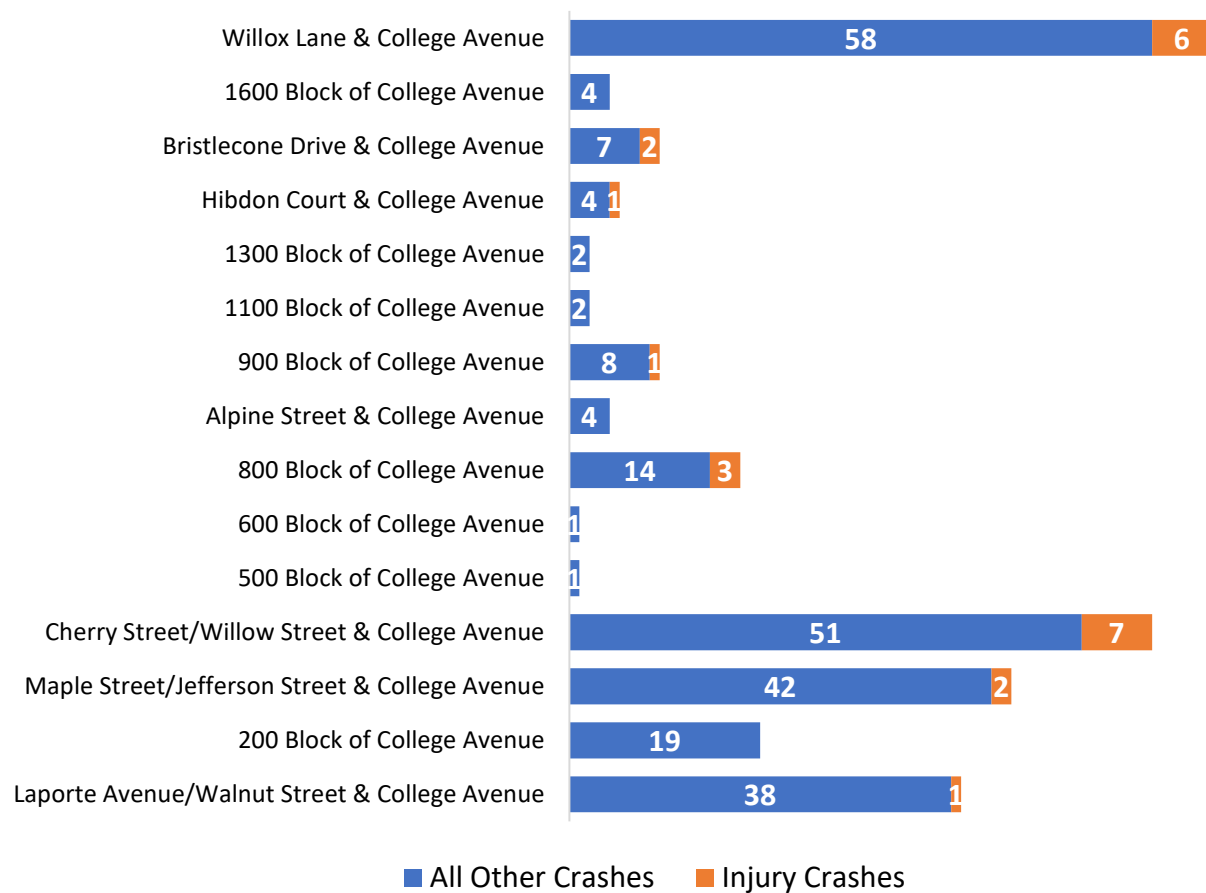 Willox Lane & College Avenue 58 6
1600 Block of College Avenue 4
Bristlecone Drive & College Avenue 7 2
Hibdon Court & College Avenue 4 1
1300 Block of College Avenue 2
1100 Block of College Avenue 2
900 Block of College Avenue 8 1
Alpine Street & College Avenue 4
800 Block of College Avenue 14 3
600 Block of College Avenue 1
500 Block of College Avenue 1
Cherry Street/Willow Street & College Avenue 51 7
Maple Street/Jefferson Street & College Avenue 42 2
200 Block of College Avenue 19
Laporte Avenue/Walnut Street & College Avenue 38 1
All Other Crashes Injury Crashes